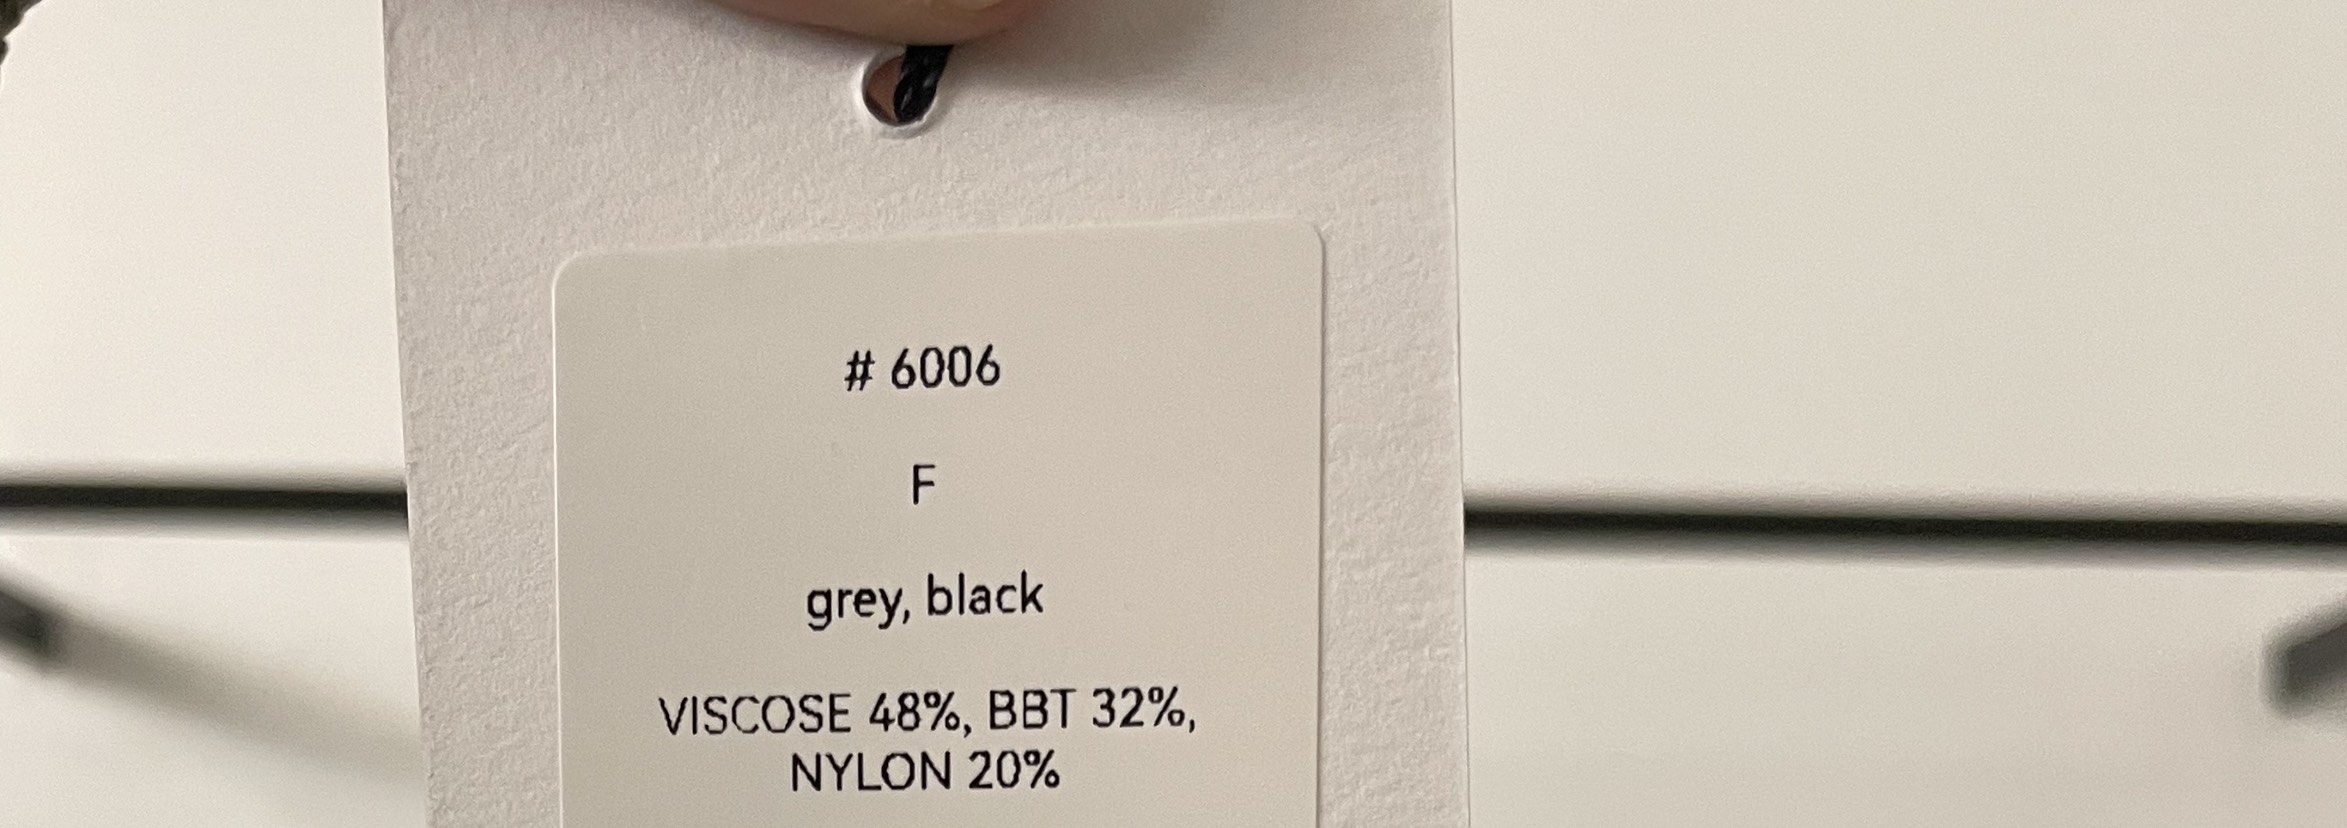 # 6006
F
grey, black
VISCOSE 48%, BBT 32%,
NYLON 20%